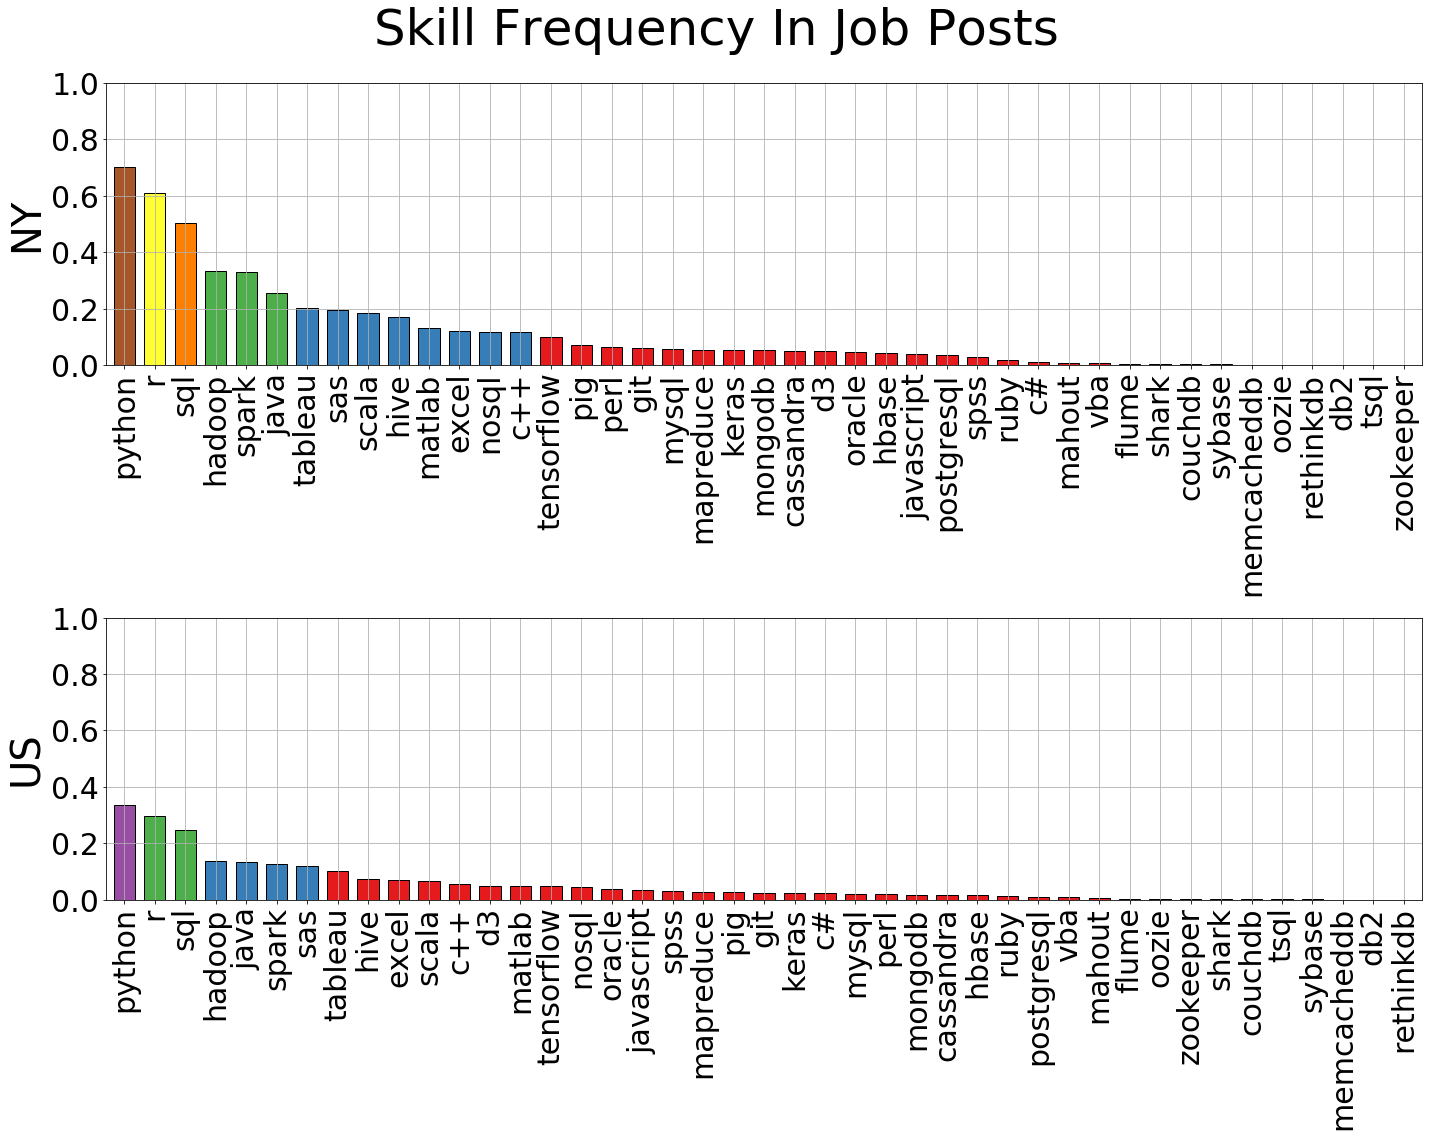 Skill Frequency In Job Posts
NY
1.0
0.8
0.6
0.4
0.2
0.0
python
r
sql
hadoop
spark
java
tableau
sas
scala
hive
matlab
excel
nosql
c++
tensorflow
pig
perl
git
mysql
mapreduce
keras
mongodb
cassandra
d3
oracle
hbase
javascript
postgresql
spss
ruby
c#
mahout
vba
flume
shark
couchdb
sybase
memcacheddb
oozie
rethinkdb
db2
tsql
zookeeper
US
1.0
0.8
0.6
0.4
0.2
0.0
python
r
sql
hadoop
java
spark
sas
tableau
hive
excel
scala
c++
d3
matlab
tensorflow
nosql
oracle
javascript
spss
mapreduce
pig
git
keras
c#
mysql
perl
mongodb
cassandra
hbase
ruby
postgresql
vba
mahout
flume
oozie
zookeeper
shark
couchdb
tsql
sybase
memcacheddb
db2
rethinkdb